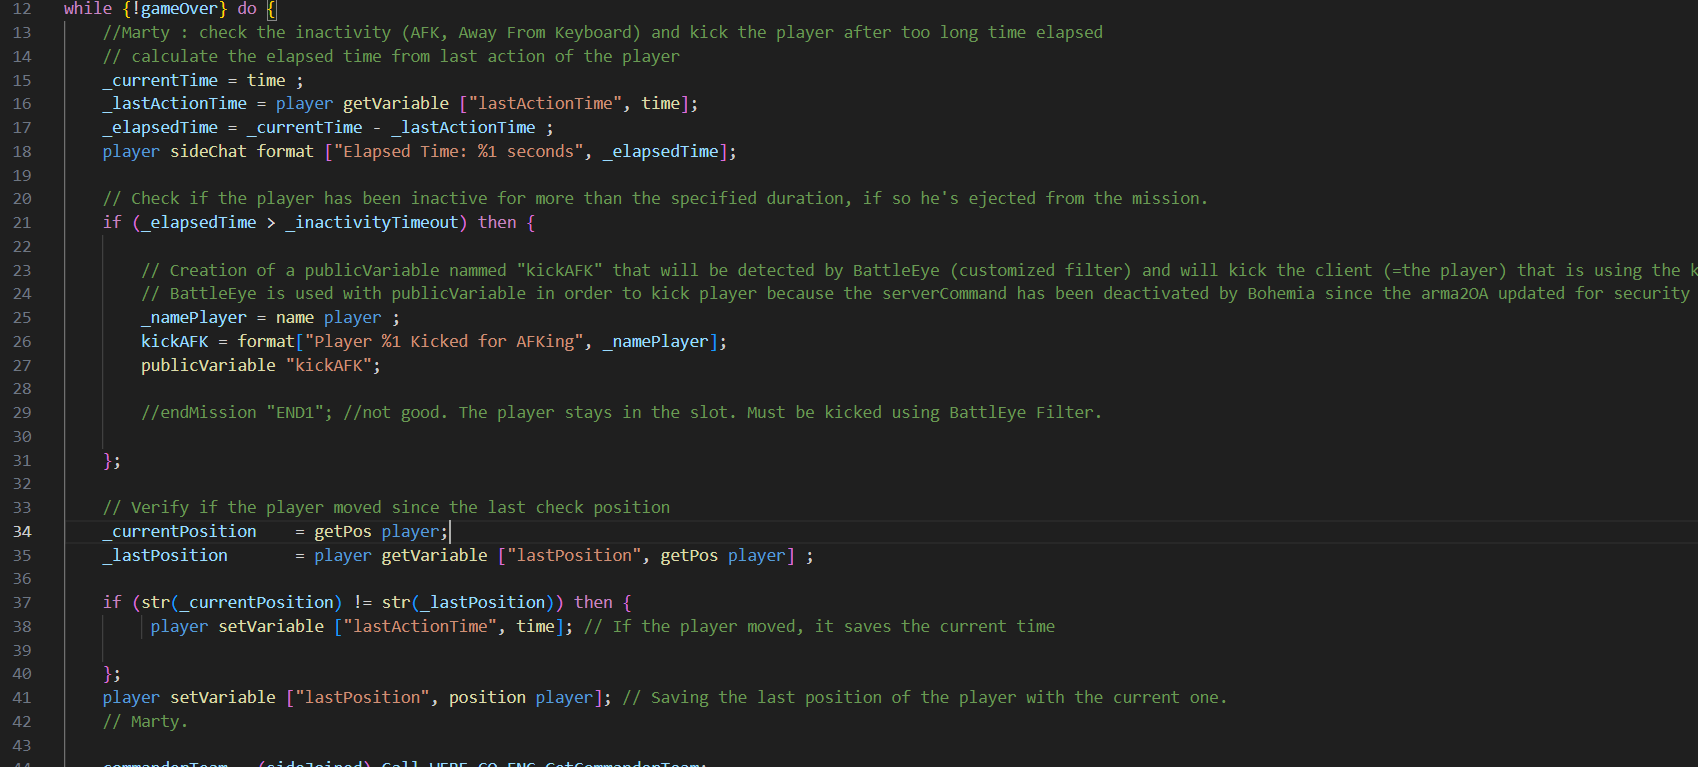 12 while {!gameOver} do {
13 //Marty : check the inactivity (AFK, Away From Keyboard) and kick the player after too long time elapsed
14 // calculate the elapsed time from last action of the player
15 _currentTime = time ;
16 _lastActionTime = player getVariable ["lastActionTime", time];
17 _elapsedTime = _currentTime - _lastActionTime ;
18 player sideChat format ["Elapsed Time: %1 seconds", _elapsedTime];
19
20 // Check if the player has been inactive for more than the specified duration, if so he's ejected from the mission.
21 if (_elapsedTime > _inactivityTimeout) then {
22
23 // Creation of a publicVariable nammed "kickAFK" that will be detected by BattleEye (customized filter) and will kick the client (=the player) that is using the k
24 // BattleEye is used with publicVariable in order to kick player because the serverCommand has been deactivated by Bohemia since the arma2OA updated for security
25 _namePlayer = name player ;
26 kickAFK = format["Player %1 Kicked for AFKing", _namePlayer];
27 publicVariable "kickAFK";
28
29 //endMission "END1"; //not good. The player stays in the slot. Must be kicked using BattlEye Filter.
30
31 };
32
33 // Verify if the player moved since the last check position
34 _currentPosition = getPos player;
35 _lastPosition = player getVariable ["lastPosition", getPos player] ;
36
37 if (str(_currentPosition) != str(_lastPosition)) then {
38 player setVariable ["lastActionTime", time]; // If the player moved, it saves the current time
39
40 };
41 player setVariable ["lastPosition", position player]; // Saving the last position of the player with the current one.
42 // Marty.
43